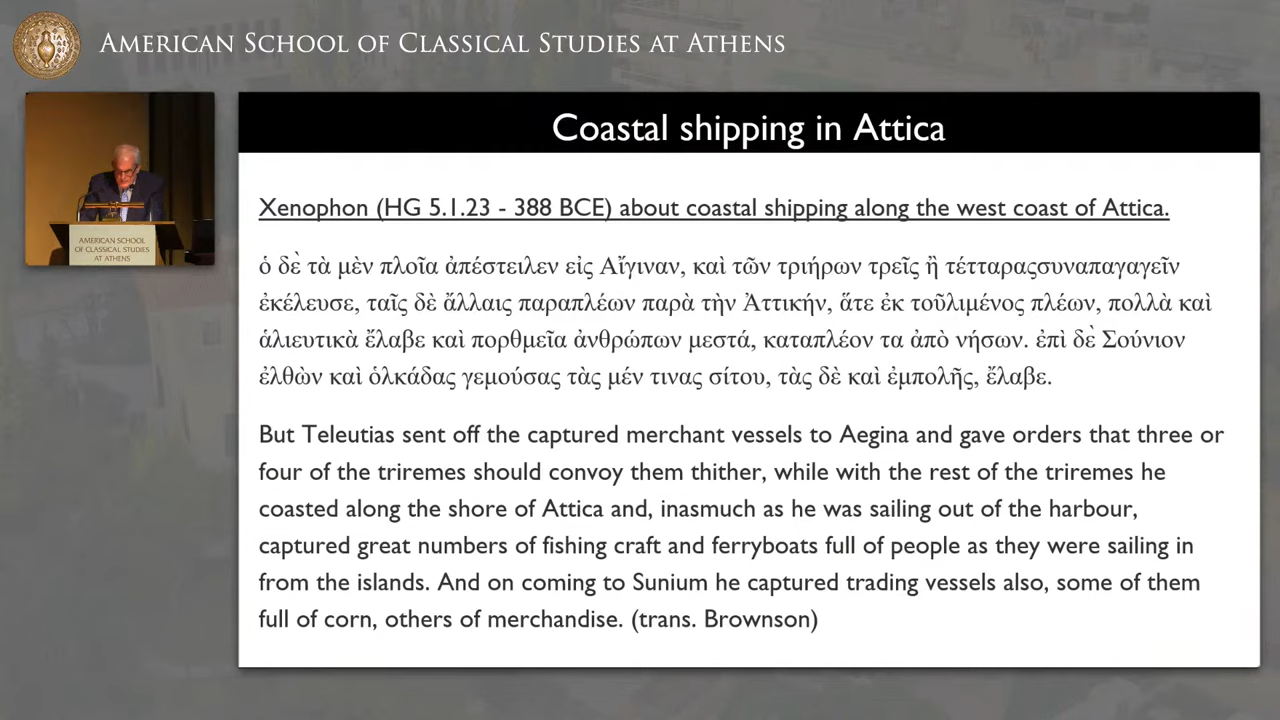 AMERICAN SCHOOL OF CLASSICAL STUDIES AT ATHENS
AMERICAN SCHOOL
OF CLASSICAL STUDIES
AT ATHENS
Coastal shipping in Attica
Xenophon (HG 5.1.23 - 388 BCE) about coastal shipping along the west coast of Attica.
ὁ δὲ τὰ μὲν πλοῖα ἀπέστειλεν εἰς Αἴγιναν, καὶ τῶν τριήρων τρεῖς ἢ τέτταραςσυναπαγαγεῖν
ἐκέλευσε, ταῖς δὲ ἄλλαις παραπλέων παρὰ τὴν Ἀττικήν, ἅτε ἐκ τοῦλιμένος πλέων, πολλὰ καὶ
ἁλιευτικὰ ἔλαβε καὶ πορθμεῖα ἀνθρώπων μεστά, καταπλέον τα ἀπὸ νήσων. ἐπὶ δὲ Σούνιον
ἐλθὼν καὶ ὁλκάδας γεμούσας τὰς μέν τινας σίτου, τὰς δὲ καὶ ἐμπολῆς, ἔλαβε.
But Teleutias sent off the captured merchant vessels to Aegina and gave orders that three or
four of the triremes should convoy them thither, while with the rest of the triremes he
coasted along the shore of Attica and, inasmuch as he was sailing out of the harbour,
captured great numbers of fishing craft and ferryboats full of people as they were sailing in
from the islands. And on coming to Sunium he captured trading vessels also, some of them
full of corn, others of merchandise. (trans. Brownson)